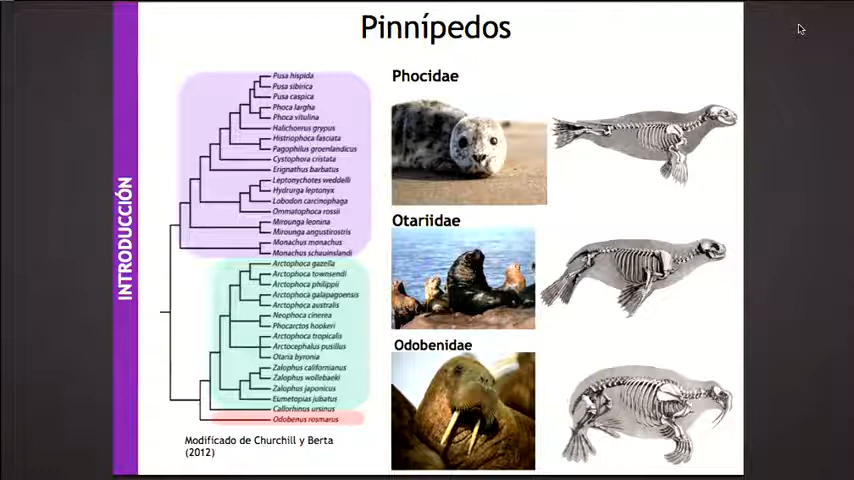 Pinnípedos
INTRODUCCIÓN
Pusa hispida
Pusa sibirica
Pusa caspica
Phoca largha
Phoca vitulina
Halichoerus grypus
Histriophoca fasciata
Pagophilus groenlandicus
Cystophora cristata
Erignathus barbatus
Leptonychotes weddelli
Hydrurga leptonyx
Lobodon carcinophaga
Ommatophoca rossii
Mirounga leonina
Mirounga angustirostris
Monachus monachus
Monachus schauinslandi
Arctophoca gazella
Arctophoca townsendi
Arctophoca philippii
Arctophoca galapagoensis
Arctophoca australis
Neophoca cinerea
Phocarctos hookeri
Arctophoca tropicalis
Arctocephalus pusillus
Otaria byronia
Zalophus californianus
Zalophus wollebaeki
Zalophus japonicus
Eumetopias jubatus
Callorhinus ursinus
Odobenus rosmarus
Modificado de Churchill y Berta
(2012)
Phocidae
Otariidae
Odobenidae